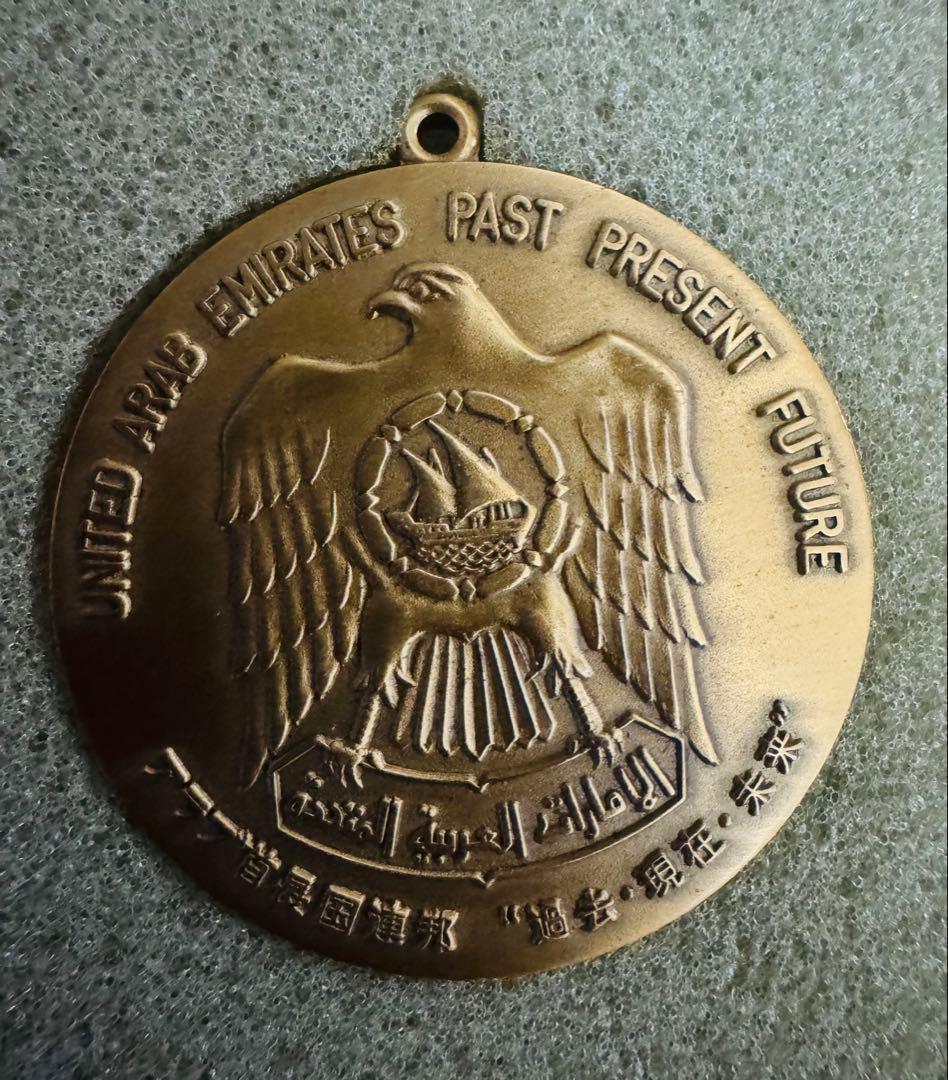 UNITED ARAB EMIRATES PAST PRESENT FUTURE
الإمارات العربية المتحدة
アラブ首長国連邦 “過去・現在・未来”